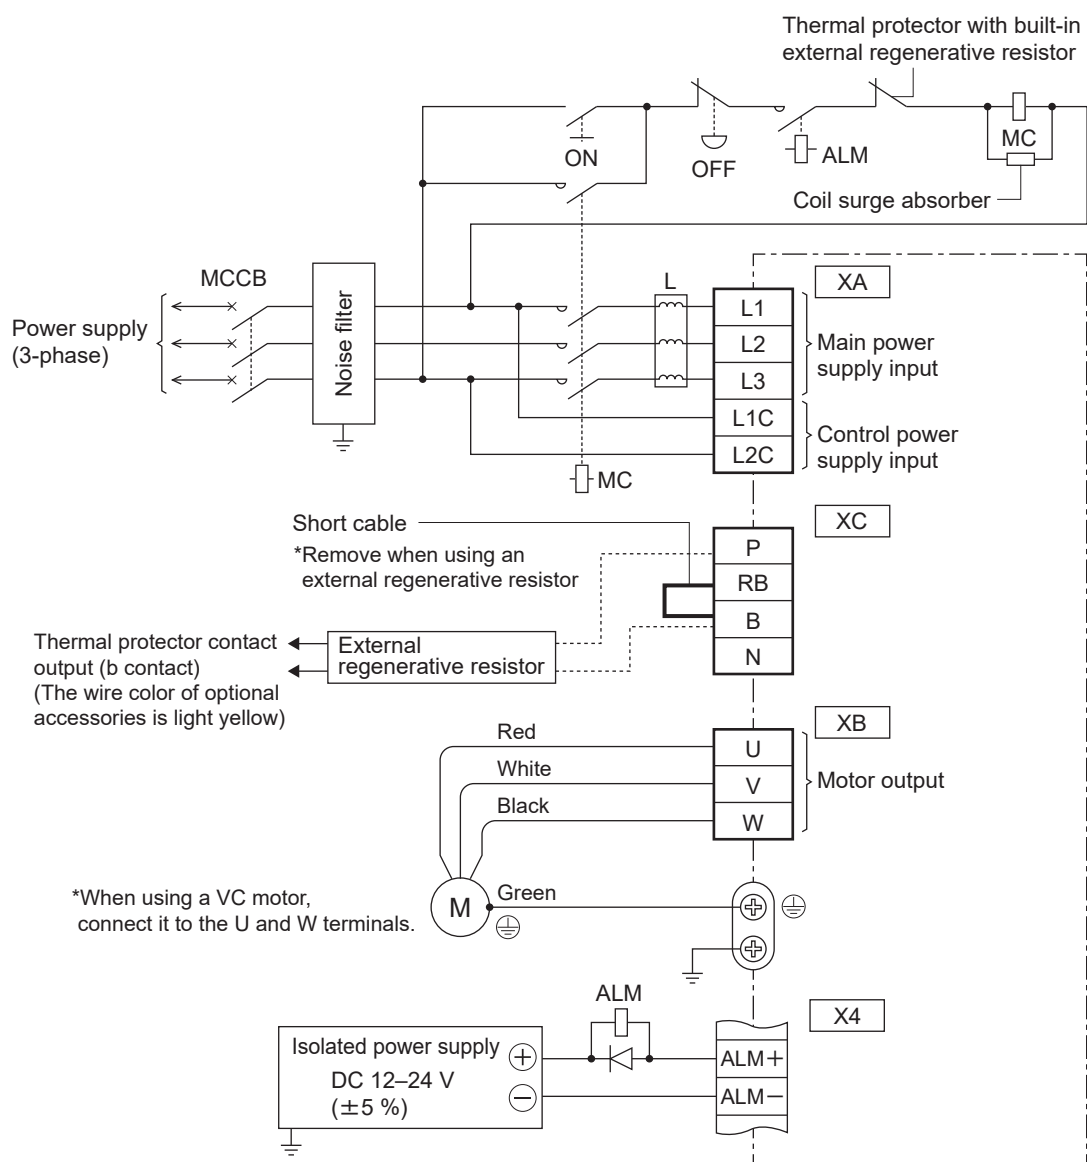 Thermal protector with built-in
external regenerative resistor
ON
OFF
ALM
MC
Coil surge absorber
MCCB
Noise filter
L
XA
Power supply
(3-phase)
L1
L2
L3
L1C
L2C
Main power
supply input
Control power
supply input
MC
Short cable
*Remove when using an
external regenerative resistor
XC
P
RB
B
N
Thermal protector contact
output (b contact)
(The wire color of optional
accessories is light yellow)
External
regenerative resistor
XB
Red
White
Black
U
V
W
Motor output
*When using a VC motor,
connect it to the U and W terminals.
M
Green
ALM
X4
Isolated power supply
DC 12–24 V
(±5 %)
+
−
ALM+
ALM−